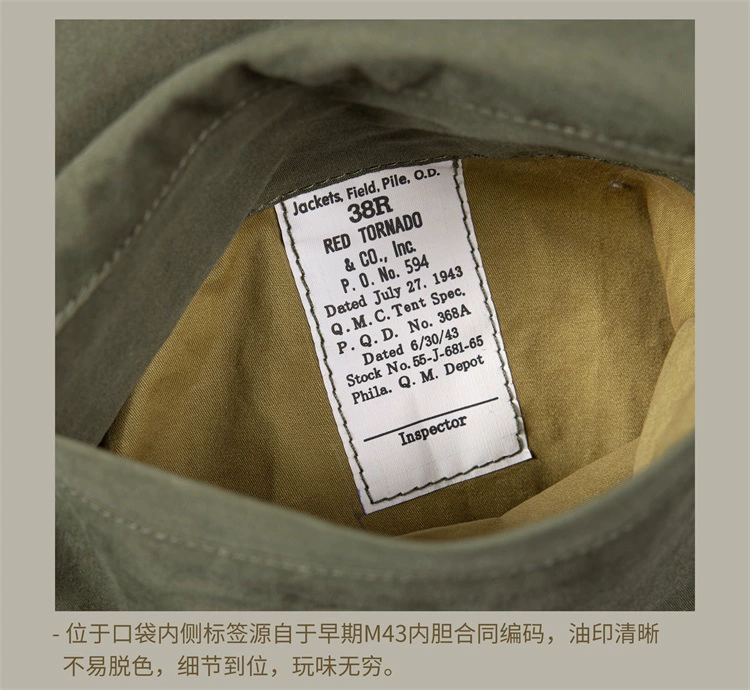 Jackets, Field, Pile, O.D.
38R
RED TORNADO
& CO., Inc.
P. O. No. 594
Dated July 27. 1943
Q. M. C. Tent Spec.
P. Q. D. No. 368A
Dated 6/30/43
Stock No. 55-J-681-65
Phila. Q. M. Depot
Inspector
- 位于口袋内侧标签源自于早期M43内胆合同编码，油印清晰
不易脱色，细节到位，玩味无穷。